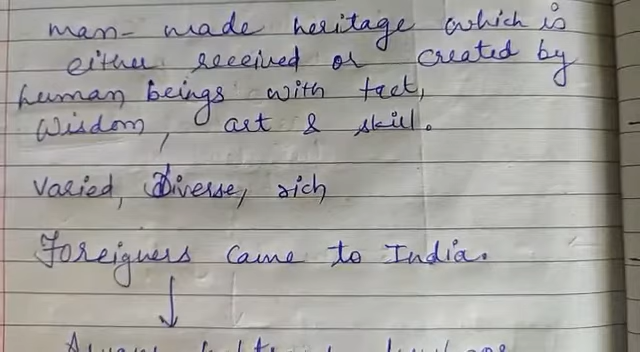 man-made heritage which is
either received or created by
human beings with tact,
Wisdom, art & skill.
Varied, Diverse, rich
Foreigners came to India.